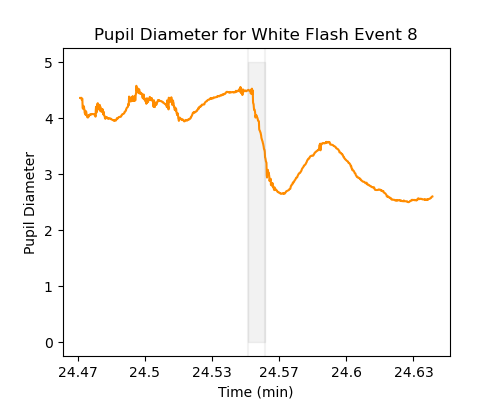 Pupil Diameter for White Flash Event 8
Pupil Diameter
5
4
3
2
1
0
24.47 24.5 24.53 24.57 24.6 24.63
Time (min)